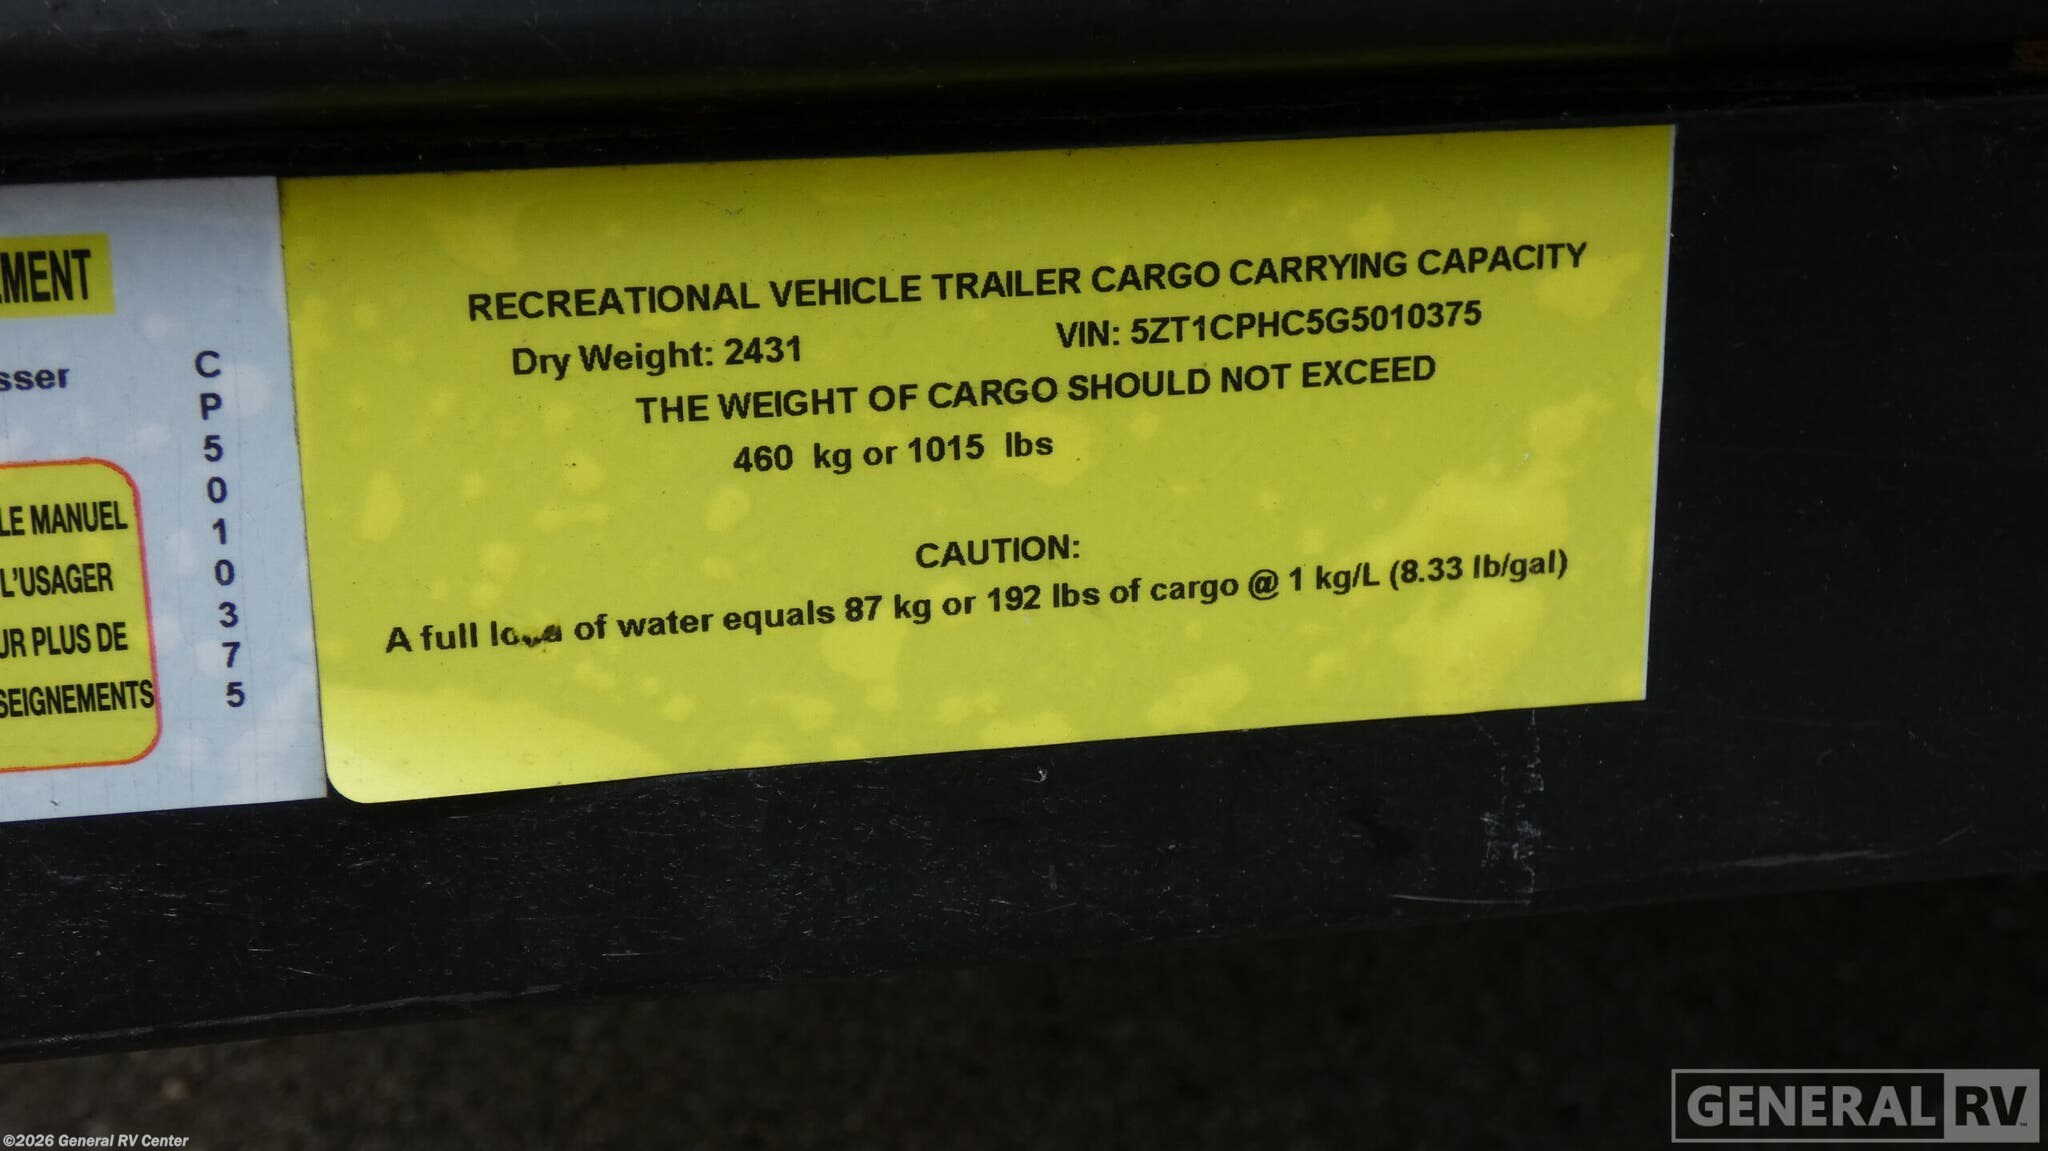 EMENT
sser
LE MANUEL
L'USAGER
UR PLUS DE
SEIGNEMENTS
C
P
5
0
1
0
3
7
5
RECREATIONAL VEHICLE TRAILER CARGO CARRYING CAPACITY
Dry Weight: 2431 VIN: 5ZT1CPHC5G5010375
THE WEIGHT OF CARGO SHOULD NOT EXCEED
460 kg or 1015 lbs
CAUTION:
A full load of water equals 87 kg or 192 lbs of cargo @ 1 kg/L (8.33 lb/gal)
GENERAL RV
©2026 General RV Center